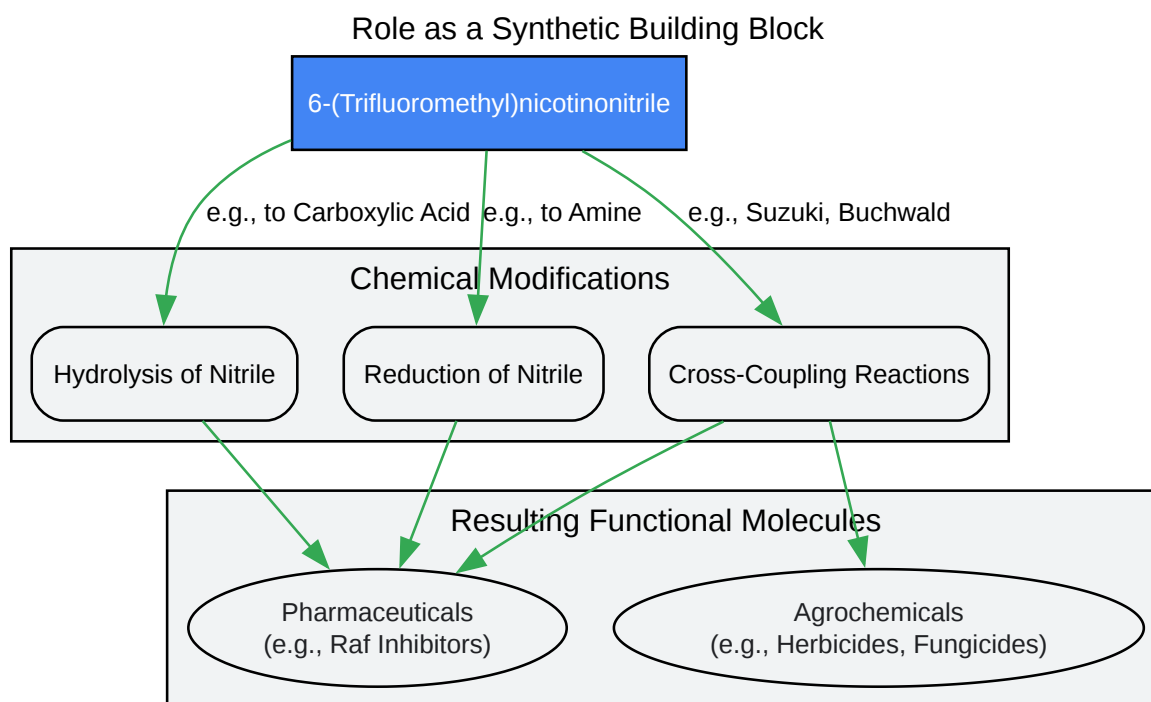 Role as a Synthetic Building Block
6-(Trifluoromethyl)nicotinonitrile
e.g., to Carboxylic Acid
e.g., to Amine
e.g., Suzuki, Buchwald
Chemical Modifications
Hydrolysis of Nitrile
Reduction of Nitrile
Cross-Coupling Reactions
Resulting Functional Molecules
Pharmaceuticals
(e.g., Raf Inhibitors)
Agrochemicals
(e.g., Herbicides, Fungicides)